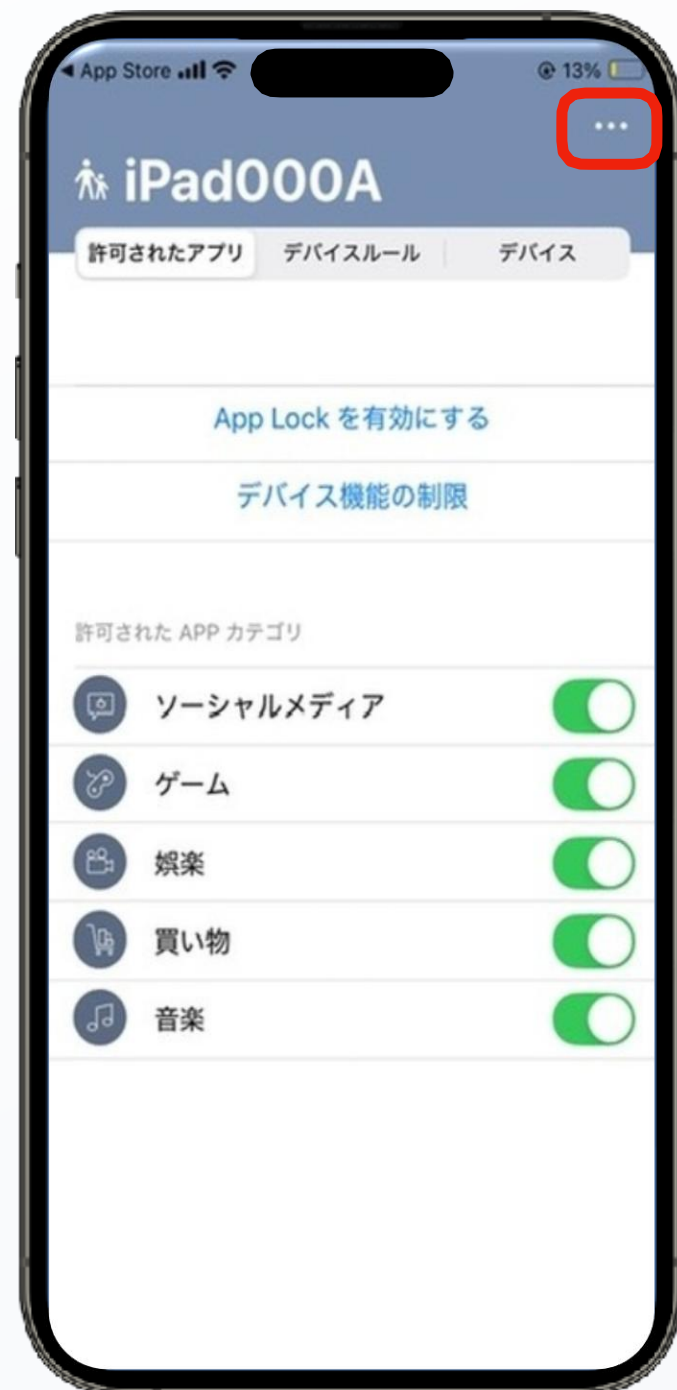 ◀ App Store 13%
...
iPad000A
許可されたアプリ デバイスルール デバイス
App Lock を有効にする
デバイス機能の制限
許可された APP カテゴリ
ソーシャルメディア
ゲーム
娯楽
買い物
音楽